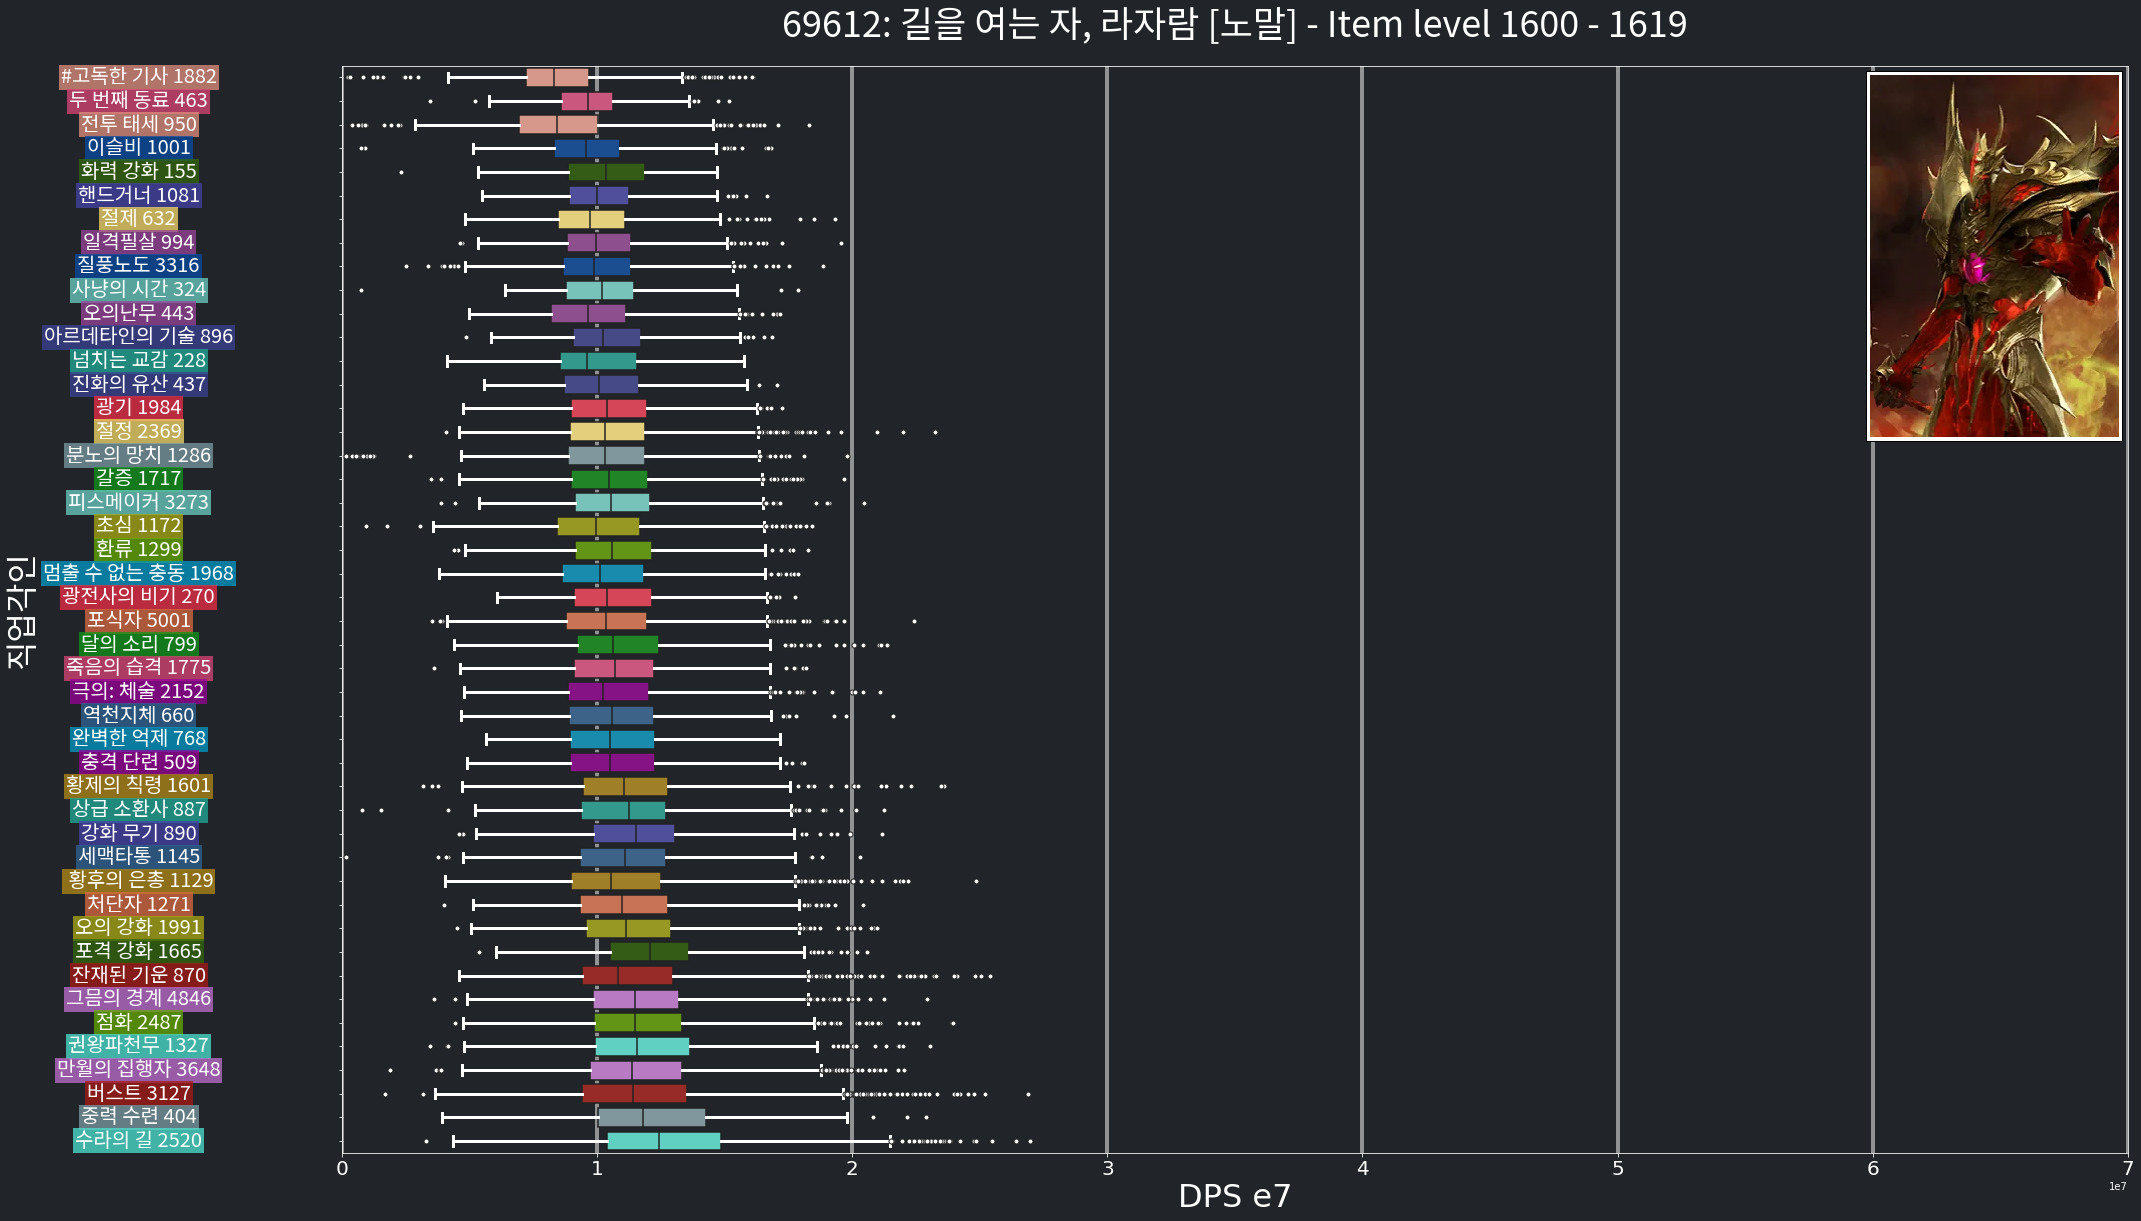 69612: 길을 여는 자, 라자람 [노말] - Item level 1600 - 1619
#고독한 기사 1882
두 번째 동료 463
전투 태세 950
이슬비 1001
화력 강화 155
핸드거너 1081
절제 632
일격필살 994
질풍노도 3316
사냥의 시간 324
오의난무 443
아르데타인의 기술 896
넘치는 교감 228
진화의 유산 437
광기 1984
절정 2369
분노의 망치 1286
갈증 1717
피스메이커 3273
초심 1172
환류 1299
멈출 수 없는 충동 1968
광전사의 비기 270
포식자 5001
달의 소리 799
죽음의 습격 1775
극의: 체술 2152
역천지체 660
완벽한 억제 768
충격 단련 509
황제의 칙령 1601
상급 소환사 887
강화 무기 890
세맥타통 1145
황후의 은총 1129
처단자 1271
오의 강화 1991
포격 강화 1665
잔재된 기운 870
그믐의 경계 4846
점화 2487
권왕파천무 1327
만월의 집행자 3648
버스트 3127
중력 수련 404
수라의 길 2520
직업각인
0 1 2 3 4 5 6 7
1e7
DPS e7